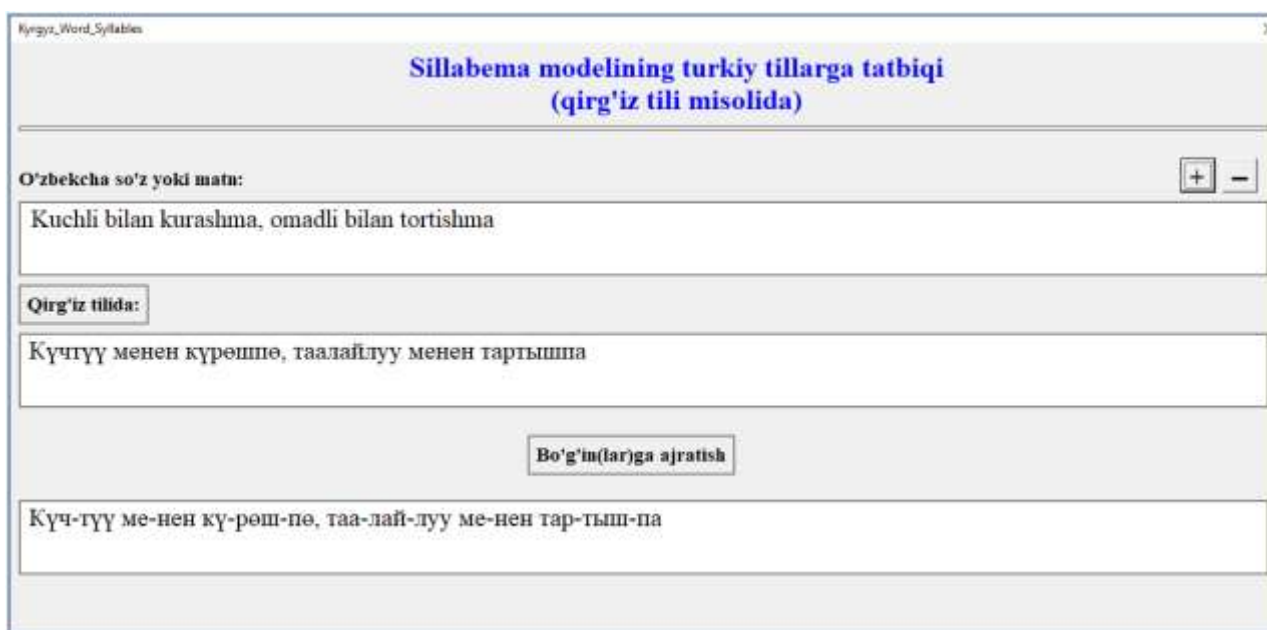 Kyrgyz_Word_Syllables
Sillabema modelining turkiy tillarga tatbiqi
(qirg'iz tili misolida)
O'zbekcha so'z yoki matn:
+ −
Kuchli bilan kurashma, omadli bilan tortishma
Qirg'iz tilida:
Күчтүү менен күрөшпө, таалайлуу менен тартышпа
Bo'g'in(lar)ga ajratish
Күч-түү ме-нен кү-рөш-пө, таа-лай-луу ме-нен тар-тыш-па